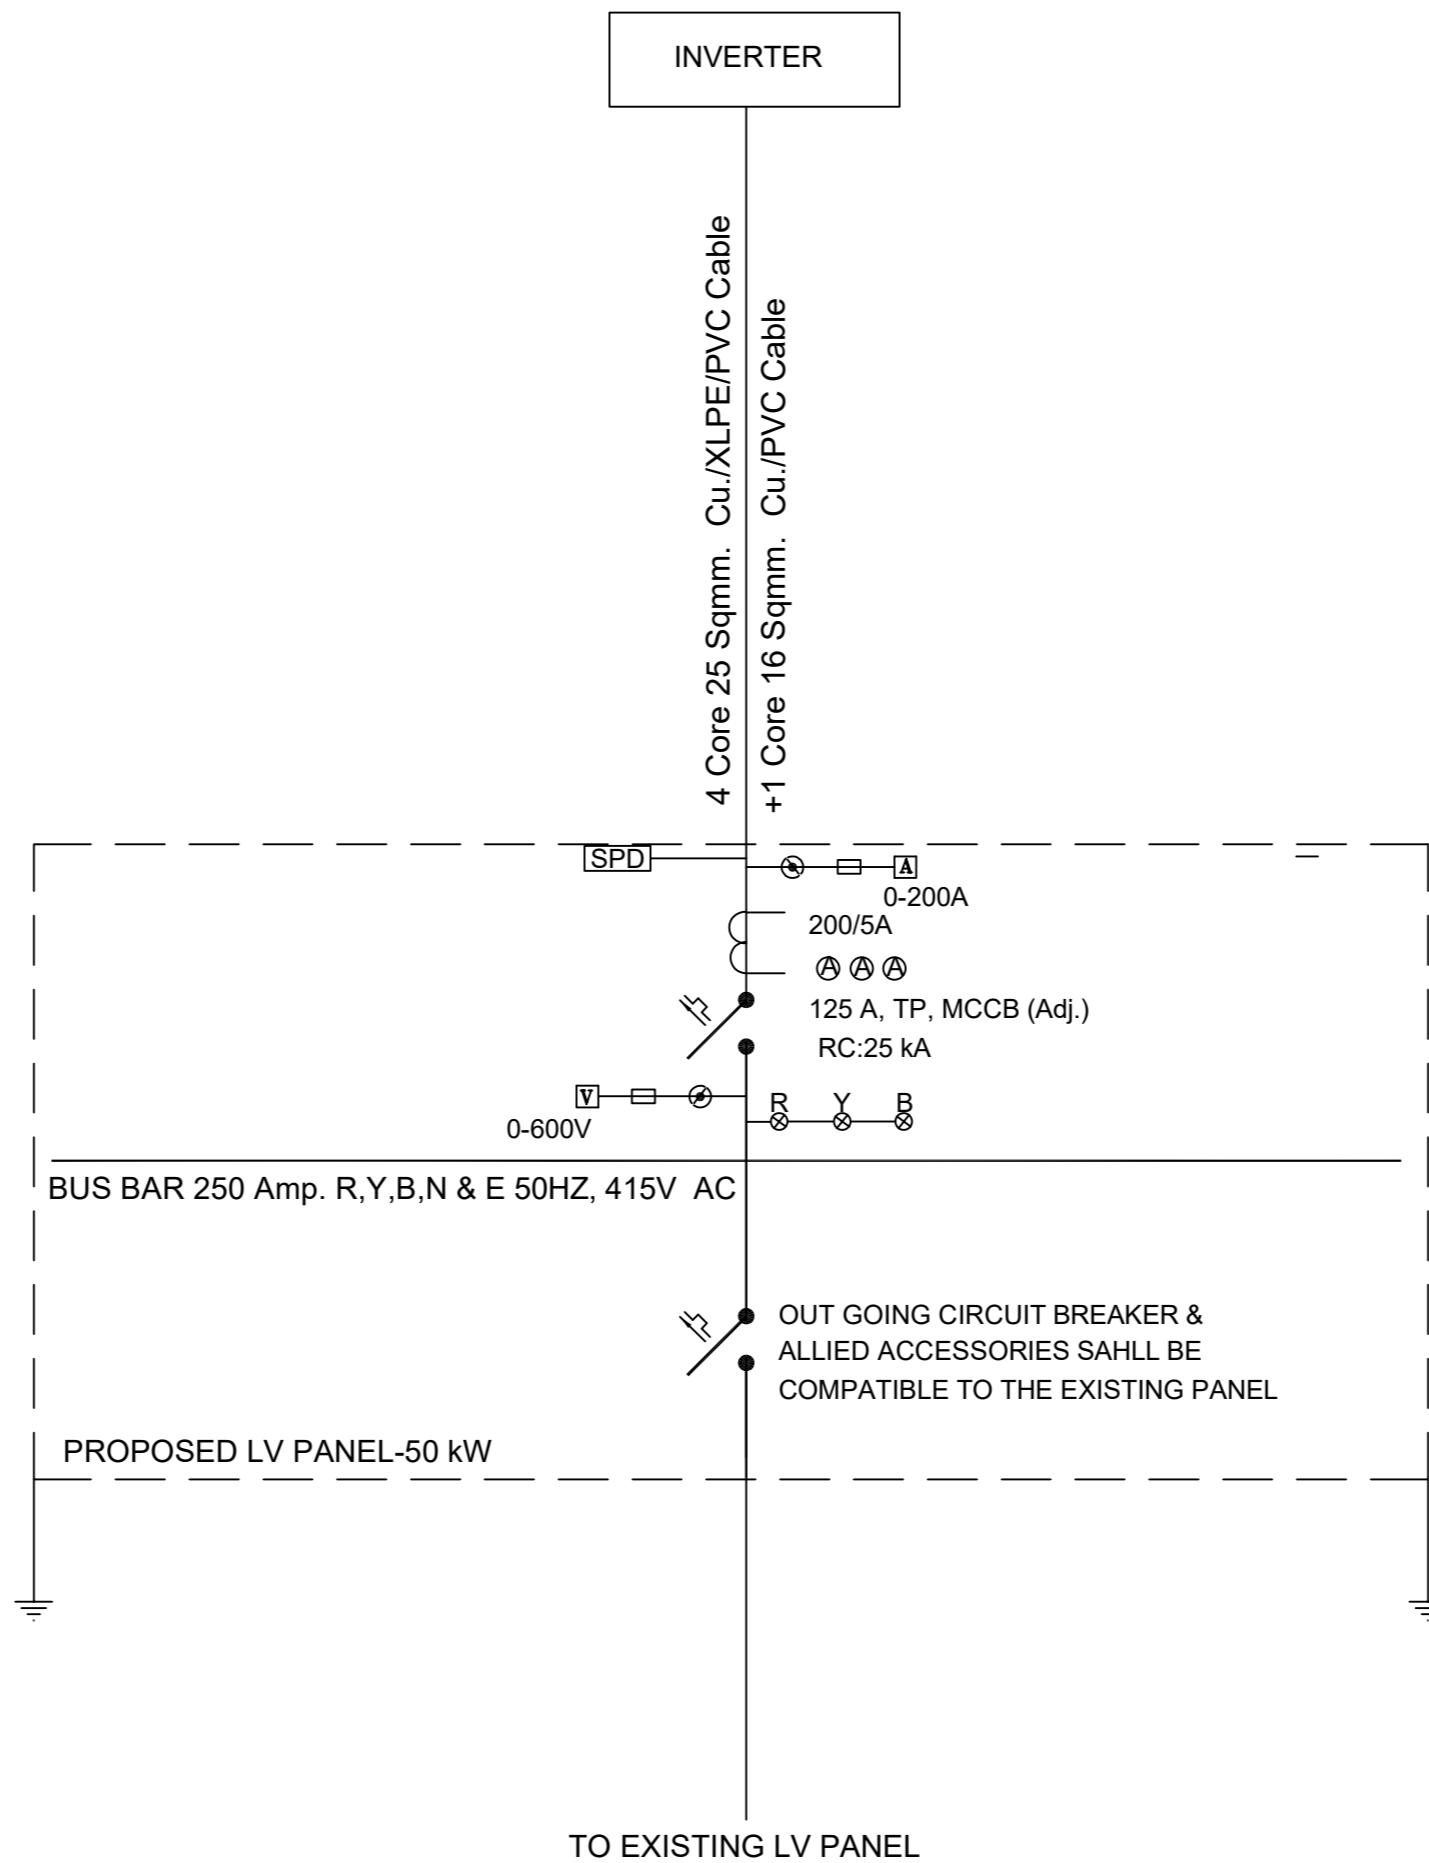 INVERTER
4 Core 25 Sqmm. Cu./XLPE/PVC Cable
+1 Core 16 Sqmm. Cu./PVC Cable
SPD
A
0-200A
200/5A
A A A
125 A, TP, MCCB (Adj.)
RC:25 kA
V
0-600V
R Y B
BUS BAR 250 Amp. R,Y,B,N & E 50HZ, 415V AC
OUT GOING CIRCUIT BREAKER &
ALLIED ACCESSORIES SAHLL BE
COMPATIBLE TO THE EXISTING PANEL
PROPOSED LV PANEL-50 kW
TO EXISTING LV PANEL